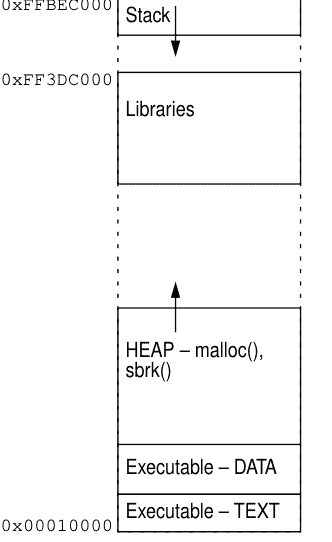 0xFFBEC000
Stack
0xFF3DC000
Libraries
HEAP – malloc(),
sbrk()
Executable – DATA
Executable – TEXT
0x00010000